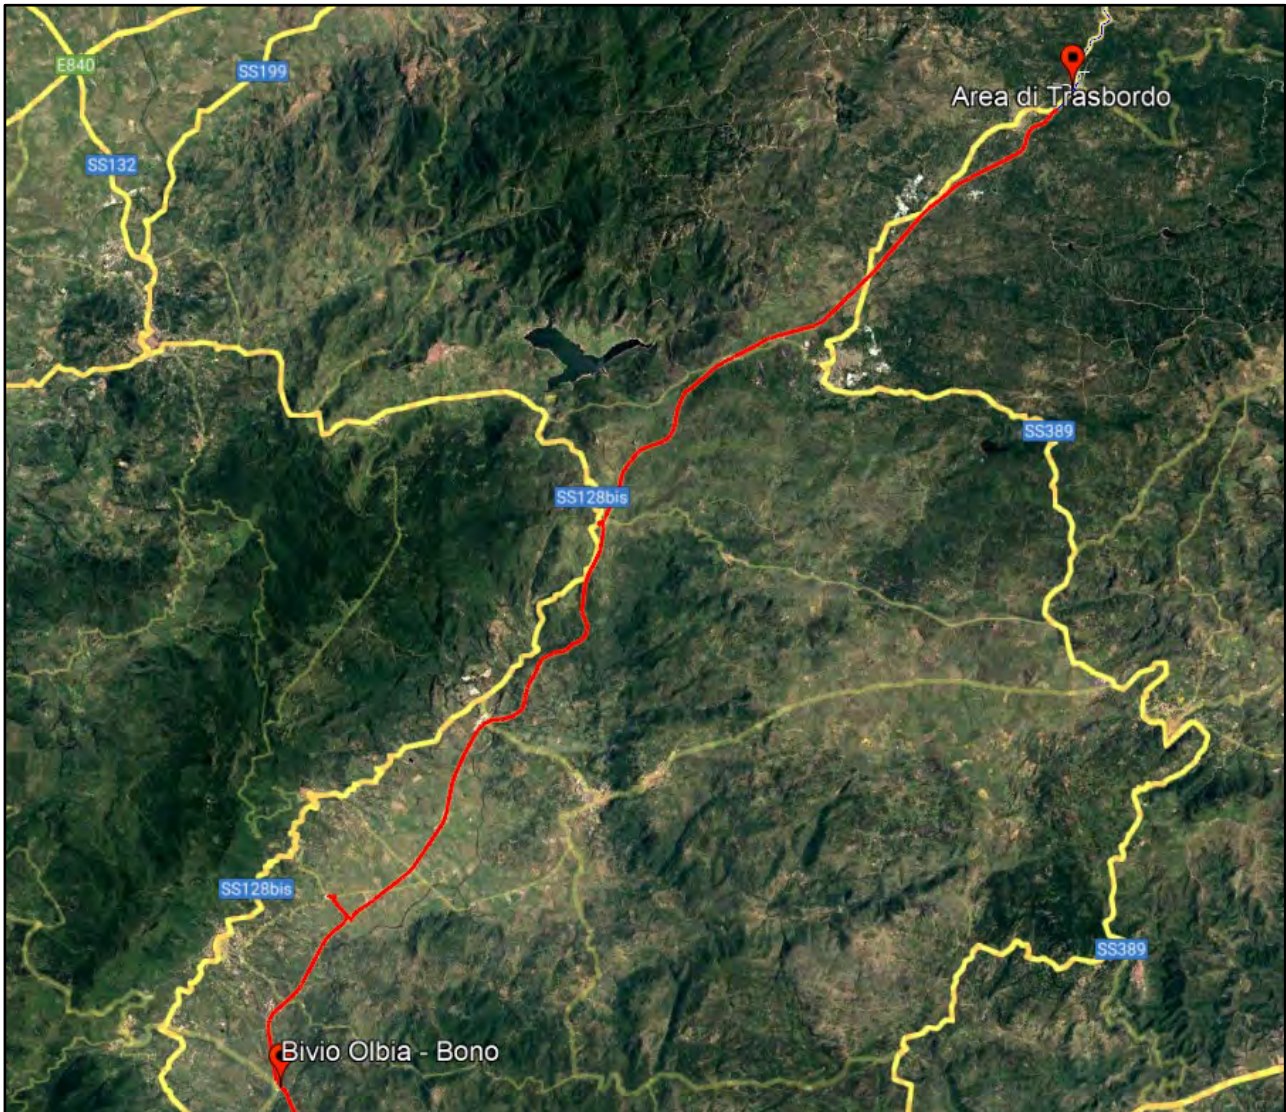 E840
SS199
Area di Trasbordo
SS132
SS389
SS128bis
SS128bis
SS389
Bivio Olbia - Bono